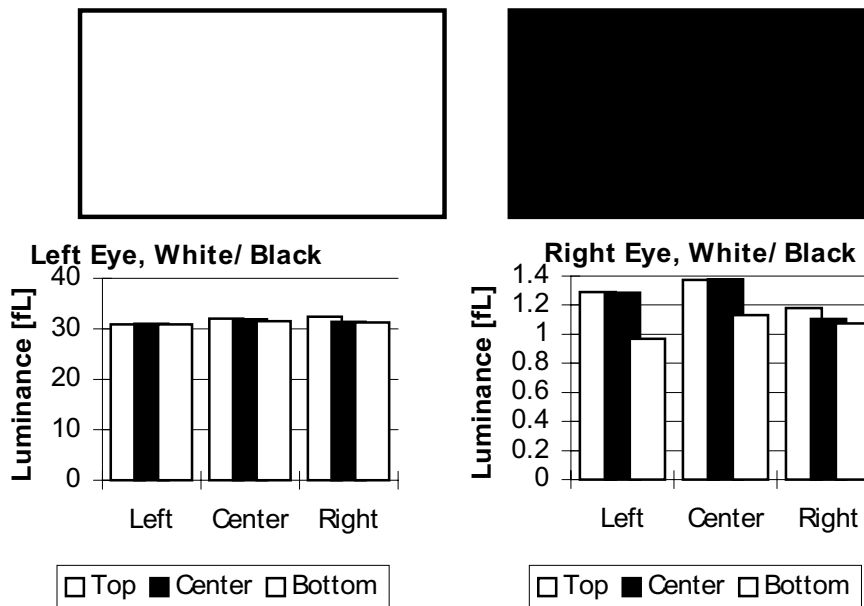 Left Eye, White/ Black
Luminance [fL]
40
30
20
10
0
Left Center Right
Top Center Bottom
Right Eye, White/ Black
Luminance [fL]
1.4
1.2
1
0.8
0.6
0.4
0.2
0
Left Center Right
Top Center Bottom